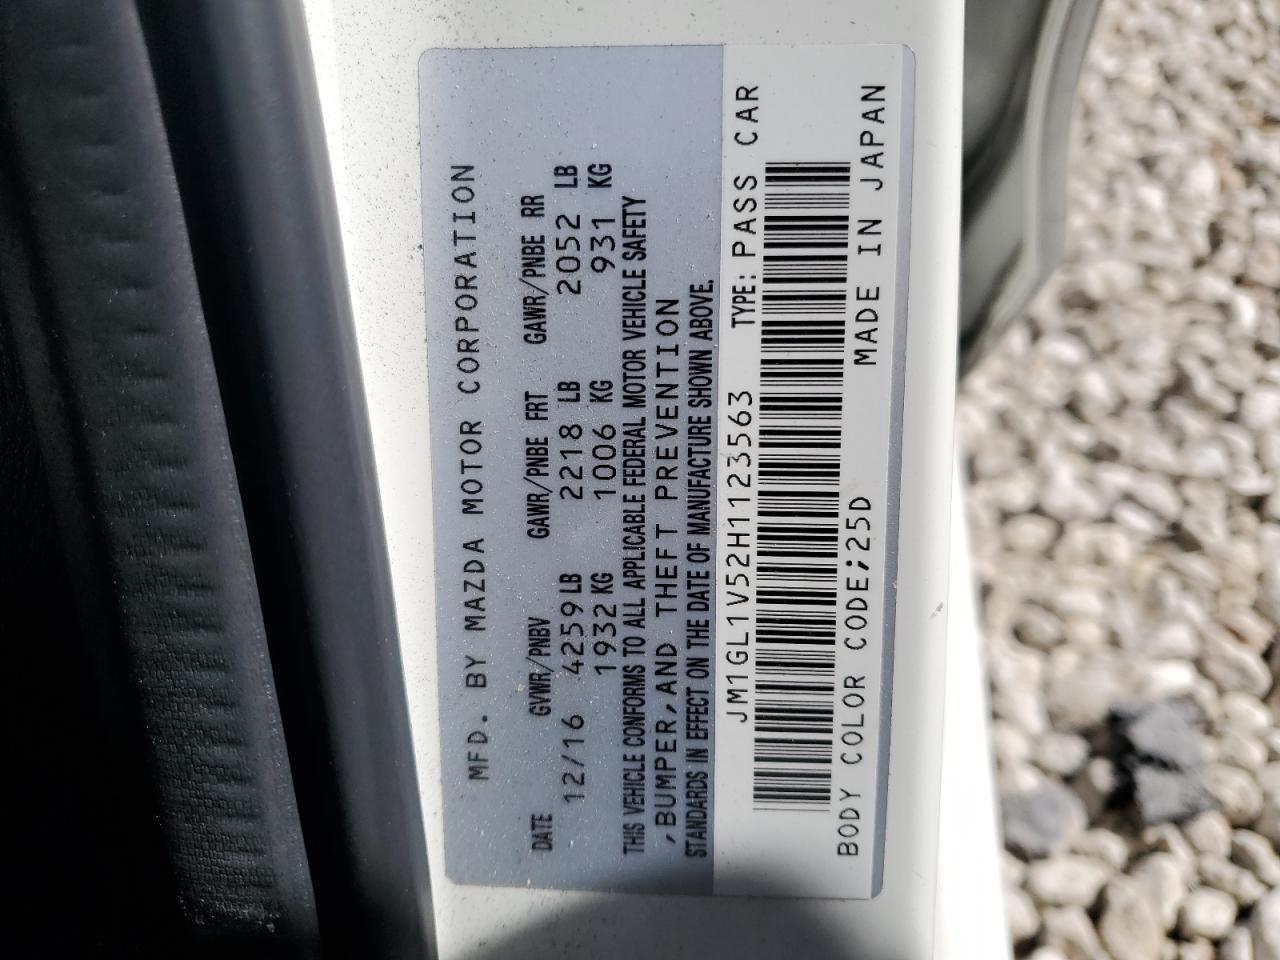 MFD. BY MAZDA MOTOR CORPORATION
DATE GVWR/PNBV GAWR/PNBE FRT GAWR/PNBE RR
12/16 4259 LB 2218 LB 2052 LB
1932 KG 1006 KG 931 KG
THIS VEHICLE CONFORMS TO ALL APPLICABLE FEDERAL MOTOR VEHICLE SAFETY
,BUMPER,AND THEFT PREVENTION
STANDARDS IN EFFECT ON THE DATE OF MANUFACTURE SHOWN ABOVE.
JM1GL1V52H1123563 TYPE: PASS CAR
BODY COLOR CODE;25D MADE IN JAPAN